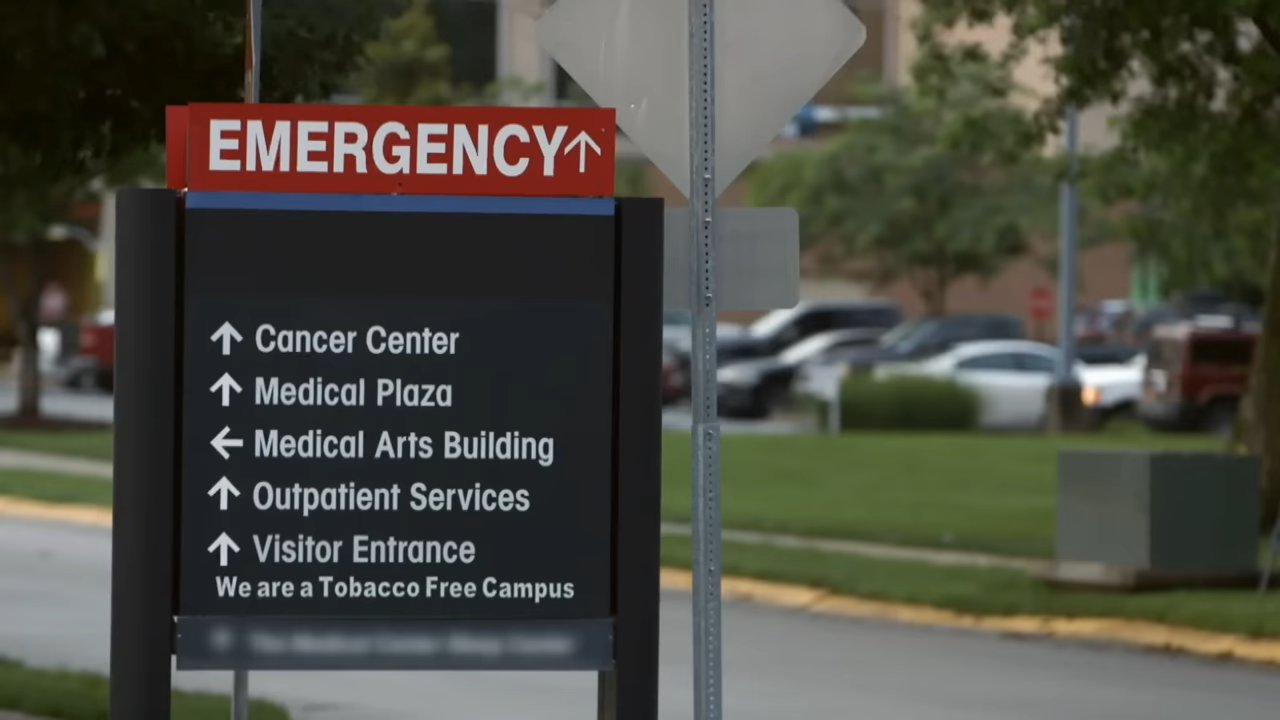 EMERGENCY↑
↑ Cancer Center
↑ Medical Plaza
← Medical Arts Building
↑ Outpatient Services
↑ Visitor Entrance
We are a Tobacco Free Campus